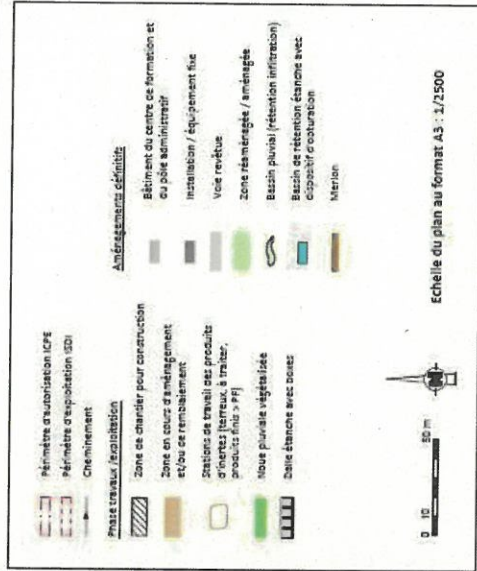 Périmètre d'autorisation ICPE
Périmètre d'exploitation ISDI
Cheminement
Phase travaux /exploitation
Zone de chantier pour construction
Zone en cours d'aménagement
et/ou de remblaiement
Stations de travail des produits
d'inertes (terreux, à traiter,
produits finis > PF)
Noue pluviale végétalisée
Dalle étanche avec boxes
Aménagements définitifs
Bâtiment du centre de formation et
du pôle administratif
Installation / équipement fixe
Voie revêtue
Zone réaménagée / aménagée
Bassin pluvial (rétention infiltration)
Bassin de rétention étanche avec
dispositif d'obturation
Merlon
0 10 50 m
N
Echelle du plan au format A3 : 1/2500